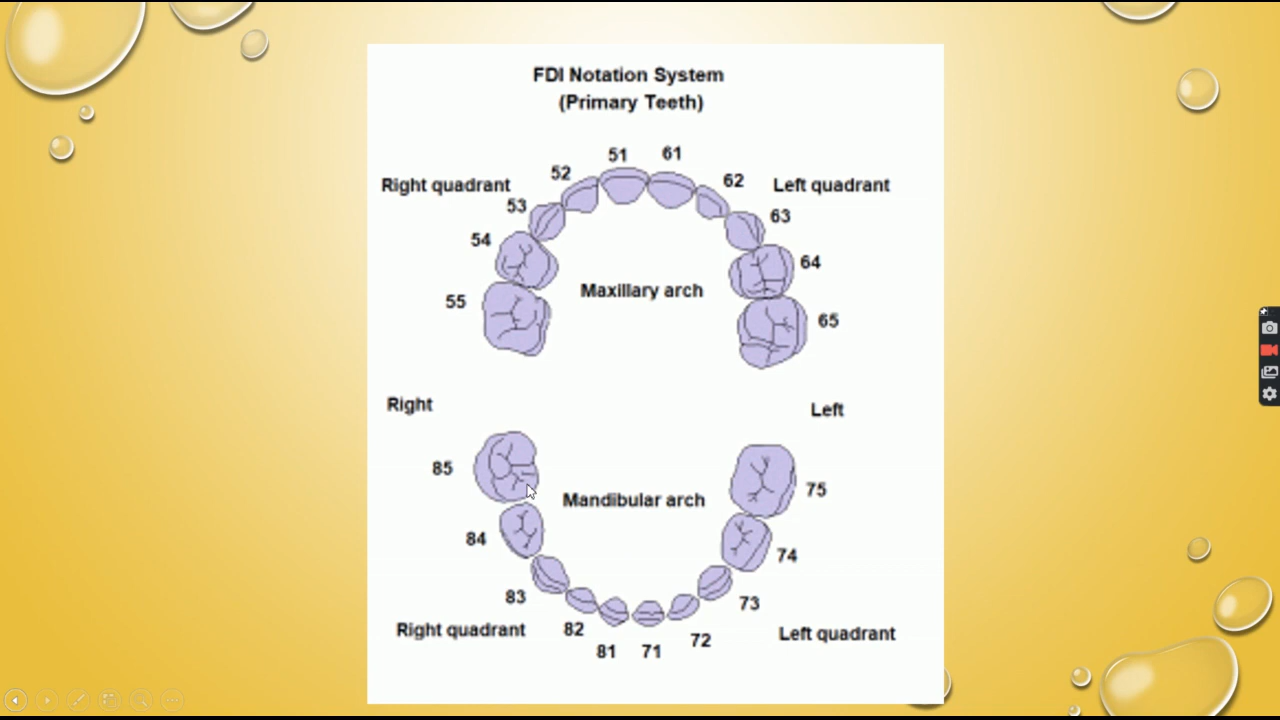 FDI Notation System
(Primary Teeth)
51 61
52 62
Right quadrant Left quadrant
53 63
54 64
Maxillary arch
55 65
Right Left
85 75
Mandibular arch
84 74
83 73
Right quadrant 82 72 Left quadrant
81 71